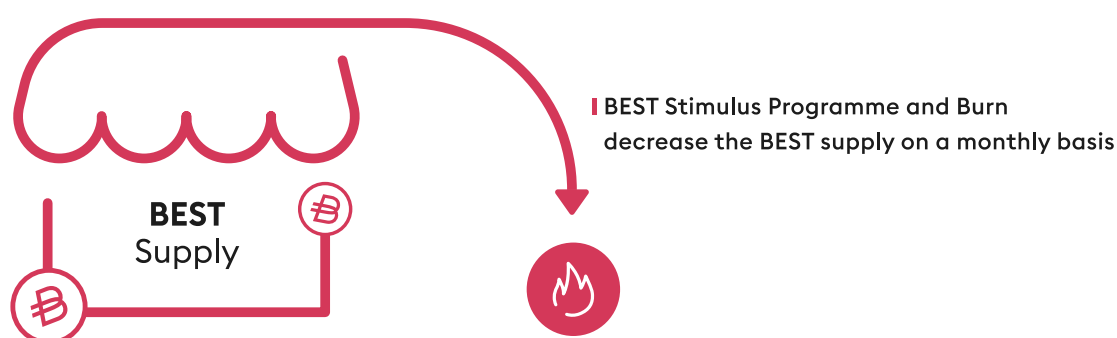 BEST Stimulus Programme and Burn
decrease the BEST supply on a monthly basis
BEST
Supply